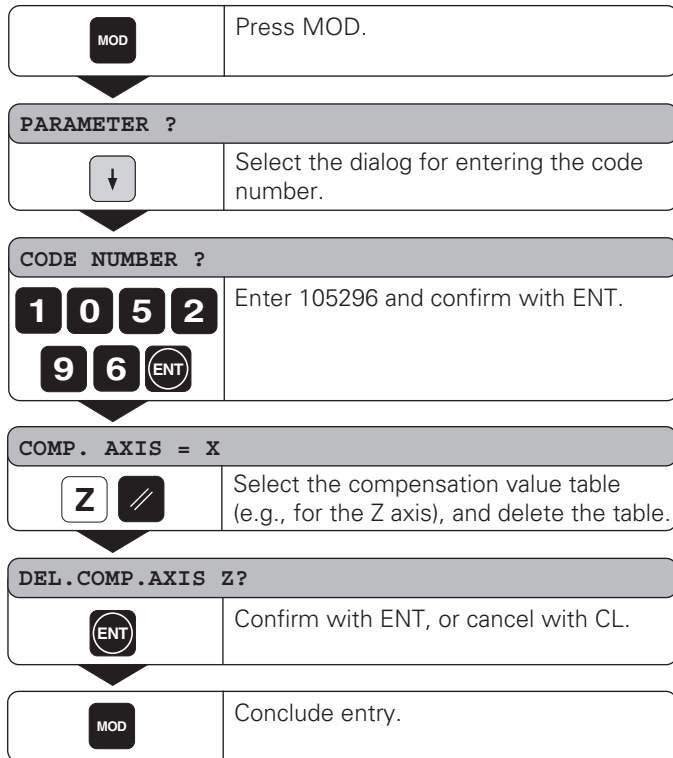 MOD
Press MOD.
PARAMETER ?
Select the dialog for entering the code
number.
CODE NUMBER ?
1 0 5 2
9 6 ENT
Enter 105296 and confirm with ENT.
COMP. AXIS = X
Z
Select the compensation value table
(e.g., for the Z axis), and delete the table.
DEL.COMP.AXIS Z?
ENT
Confirm with ENT, or cancel with CL.
MOD
Conclude entry.